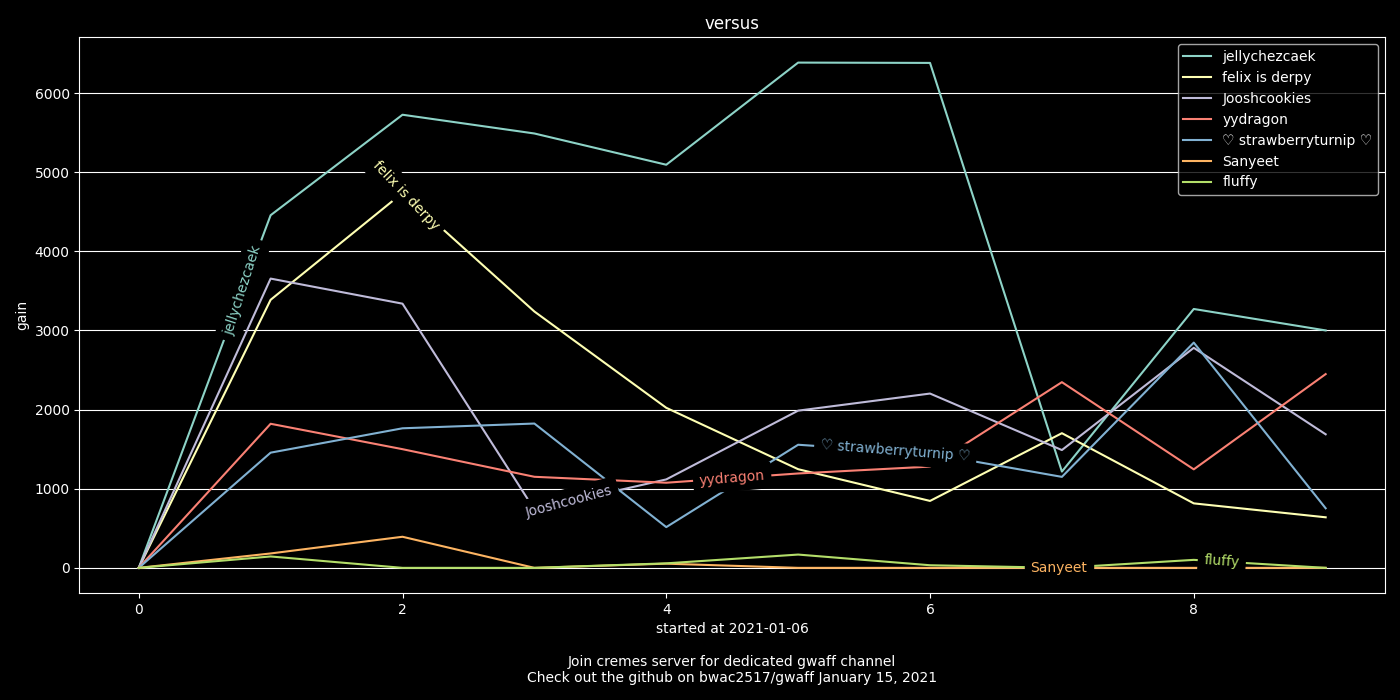 versus
6000
5000
4000
3000
2000
1000
0
gain
jellychezcaek
felix is derpy
Jooshcookies
yydragon
♡ strawberryturnip ♡
Sanyeet
fluffy
jellychezcaek
felix is derpy
Jooshcookies
yydragon
♡ strawberryturnip ♡
Sanyeet
fluffy
0 2 4 6 8
started at 2021-01-06
Join cremes server for dedicated gwaff channel
Check out the github on bwac2517/gwaff January 15, 2021